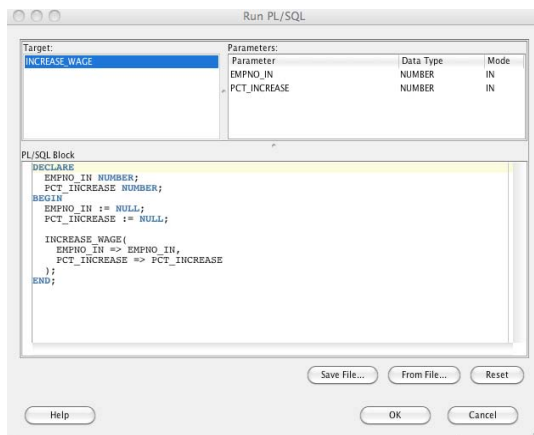 Run PL/SQL
Target:
INCREASE_WAGE
Parameters:
Parameter Data Type Mode
EMPNO_IN NUMBER IN
PCT_INCREASE NUMBER IN
PL/SQL Block
DECLARE
EMPNO_IN NUMBER;
PCT_INCREASE NUMBER;
BEGIN
EMPNO_IN := NULL;
PCT_INCREASE := NULL;
INCREASE_WAGE(
EMPNO_IN => EMPNO_IN,
PCT_INCREASE => PCT_INCREASE
);
END;
Save File... From File... Reset
Help OK Cancel